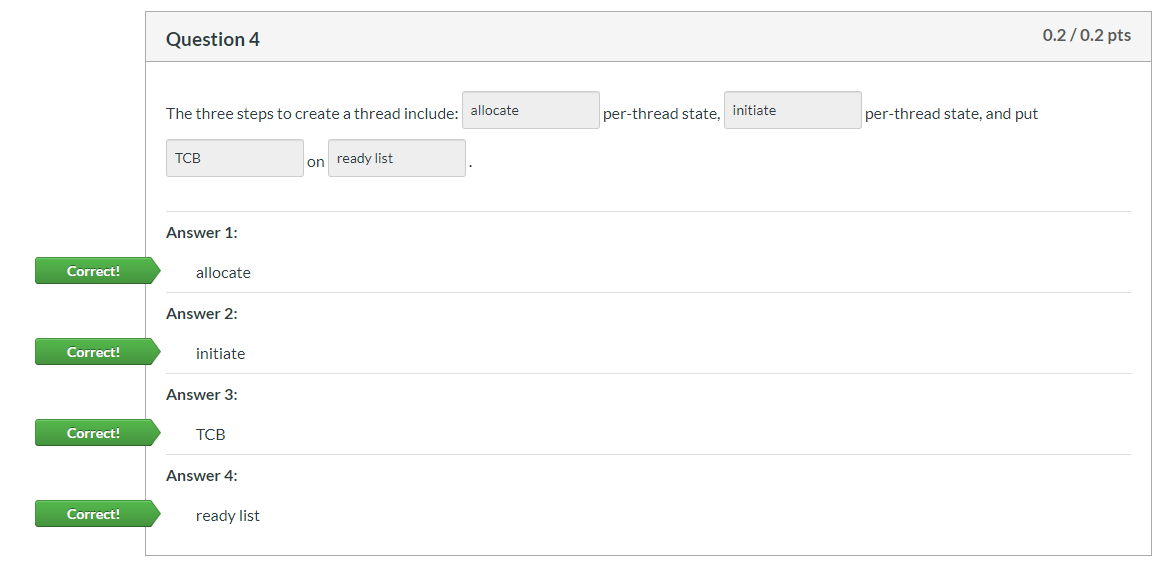 Question 4 0.2 / 0.2 pts
The three steps to create a thread include: allocate per-thread state, initiate per-thread state, and put
TCB on ready list .
Answer 1:
Correct! allocate
Answer 2:
Correct! initiate
Answer 3:
Correct! TCB
Answer 4:
Correct! ready list